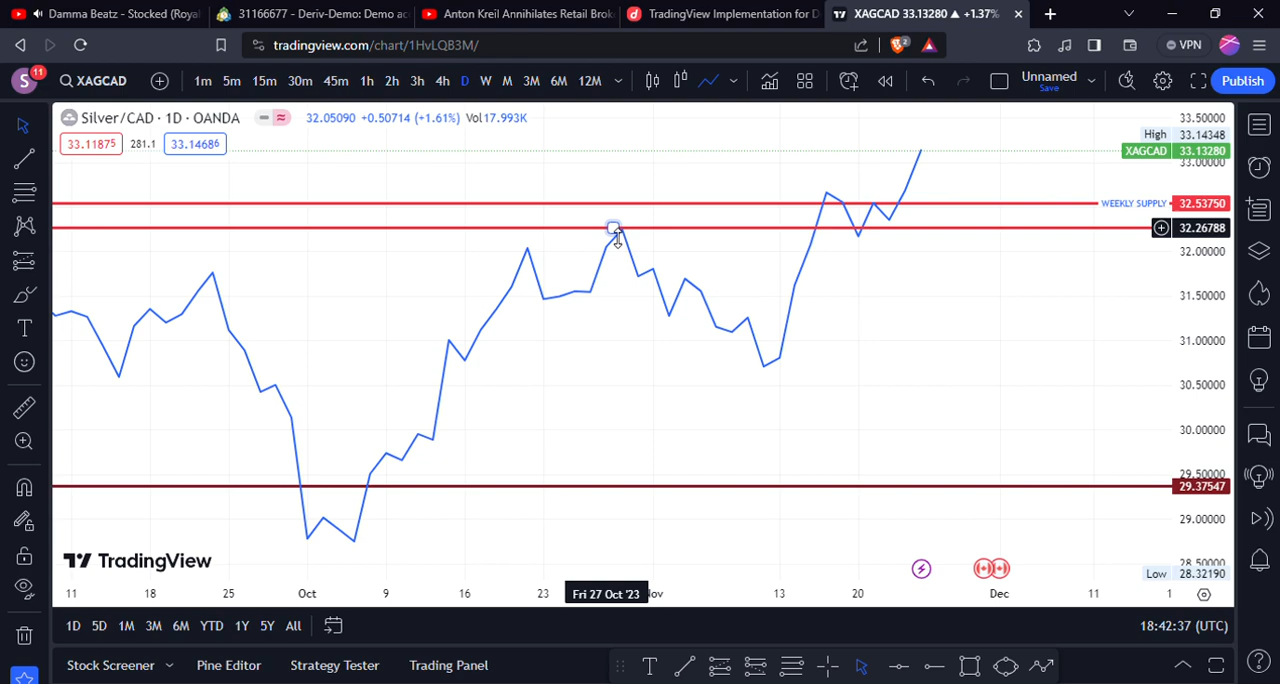 Damma Beatz - Stocked (Roya
31166677 - Deriv-Demo: Demo ac
Anton Kreil Annihilates Retail Brok
TradingView Implementation for D
XAGCAD 33.13280 ▲ +1.37%
tradingview.com/chart/1HvLQB3M/
VPN
S 11
XAGCAD
1m 5m 15m 30m 45m 1h 2h 3h 4h D W M 3M 6M 12M
Unnamed
Save
Publish
Silver/CAD · 1D · OANDA
32.05090 +0.50714 (+1.61%) Vol 17.993K
33.11875 281.1 33.14686
33.50000
High 33.14348
XAGCAD 33.13280
33.00000
WEEKLY SUPPLY 32.53750
32.26788
32.00000
31.50000
31.00000
30.50000
30.00000
29.50000
29.37547
29.00000
28.50000
Low 28.32190
TradingView
11 18 25 Oct 9 16 23 Fri 27 Oct '23 Nov 13 20 Dec 11 1
1D 5D 1M 3M 6M YTD 1Y 5Y All
18:42:37 (UTC)
Stock Screener Pine Editor Strategy Tester Trading Panel